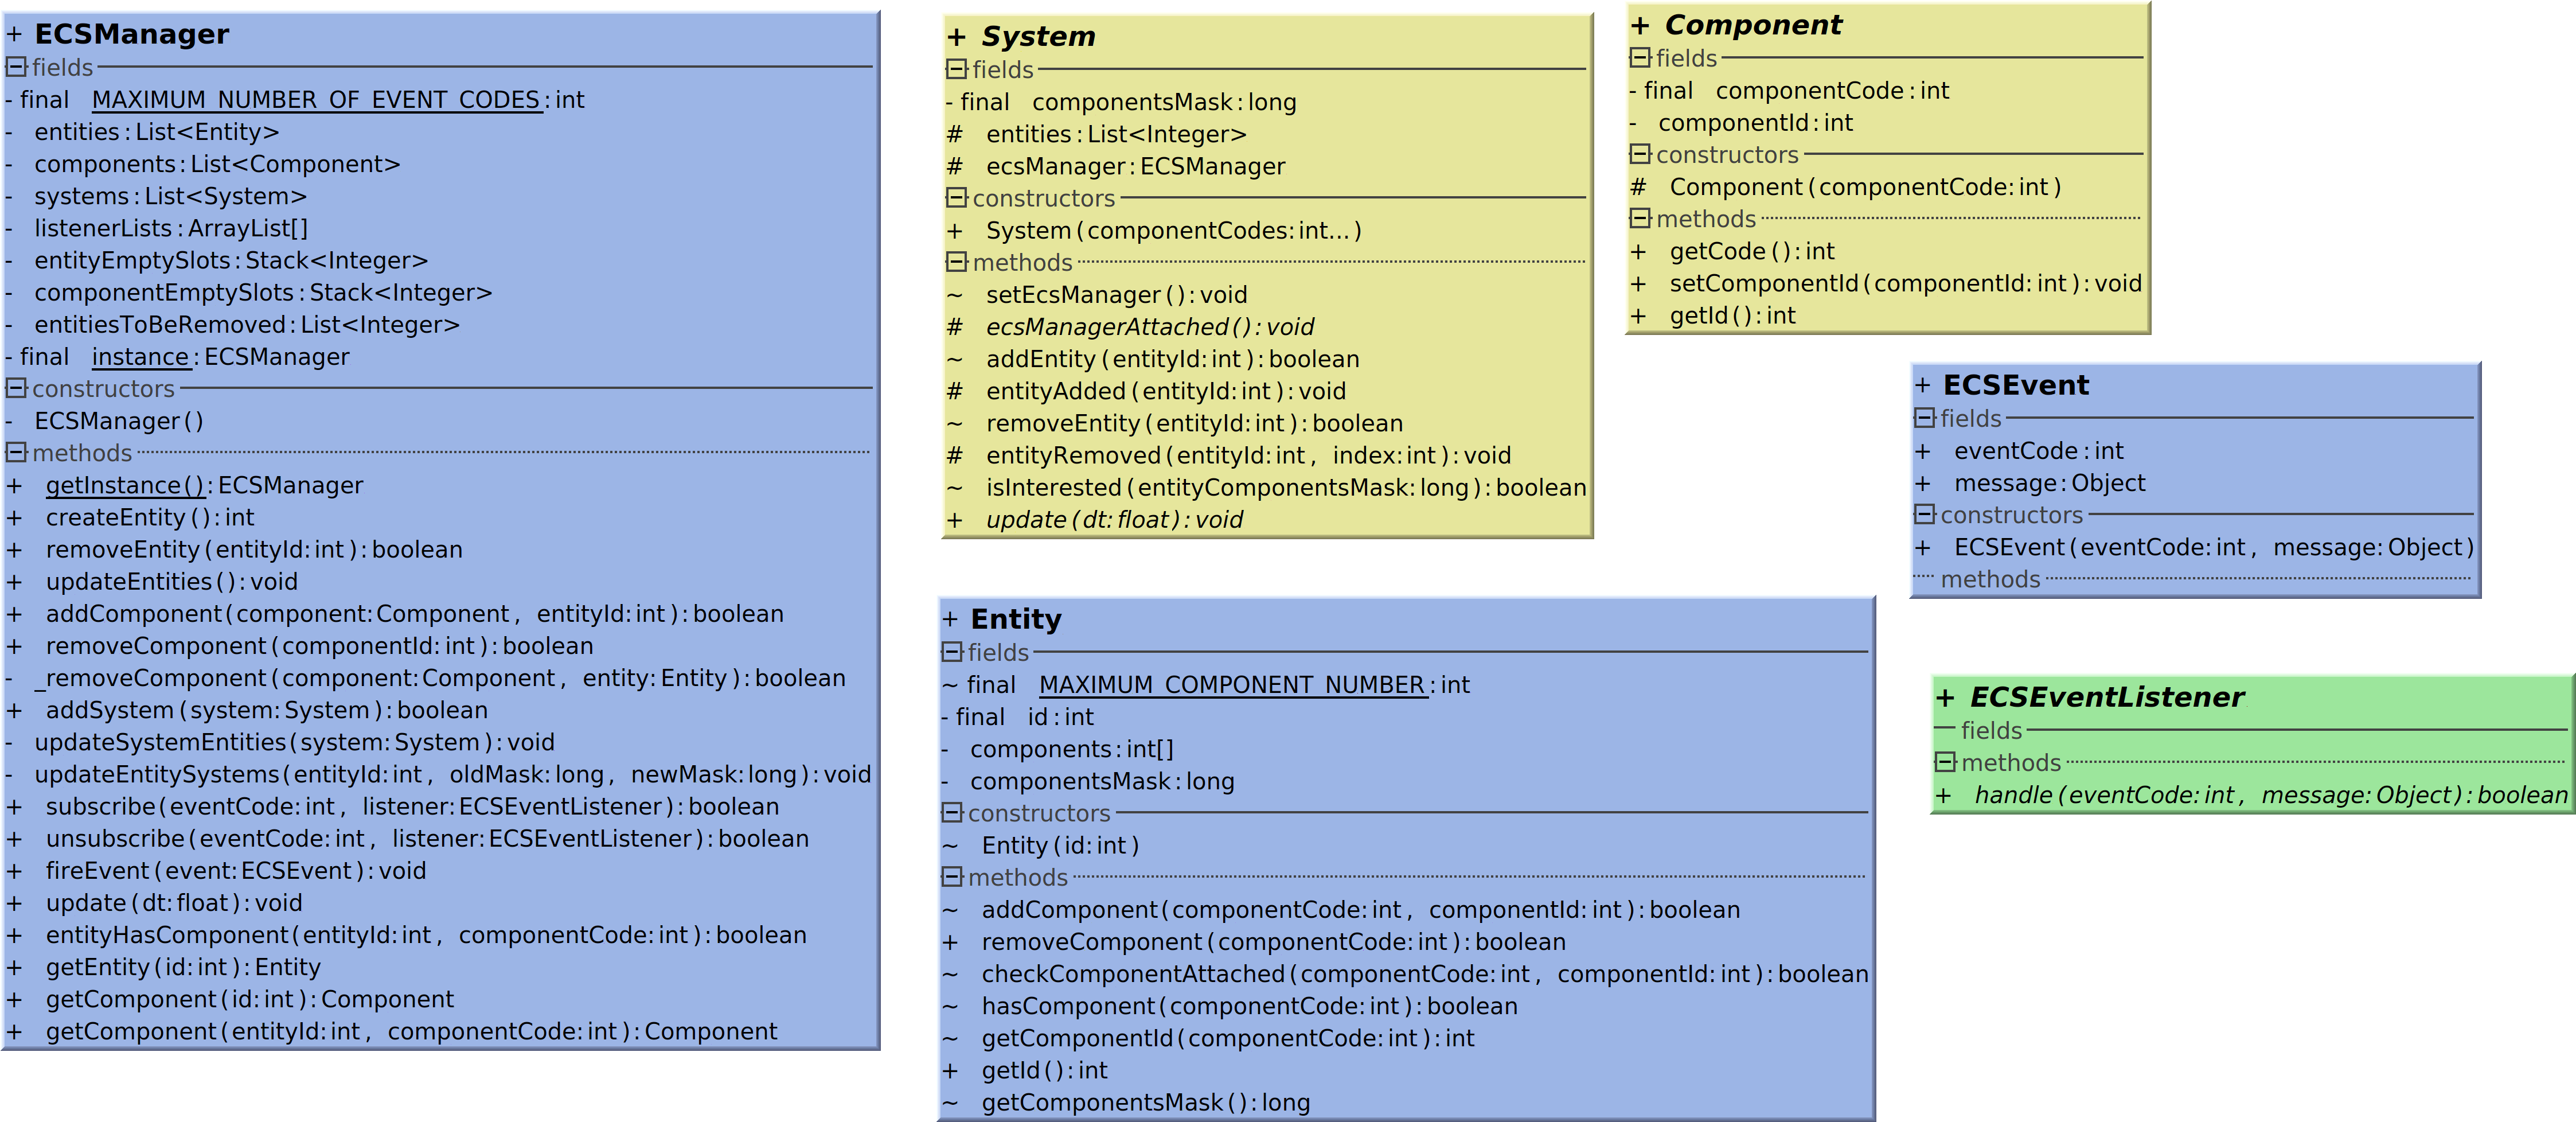 + ECSManager
fields
- final MAXIMUM_NUMBER_OF_EVENT_CODES : int
- entities : List<Entity>
- components : List<Component>
- systems : List<System>
- listenerLists : ArrayList[]
- entityEmptySlots : Stack<Integer>
- componentEmptySlots : Stack<Integer>
- entitiesToBeRemoved : List<Integer>
- final instance : ECSManager
constructors
- ECSManager ( )
methods
+ getInstance ( ) : ECSManager
+ createEntity ( ) : int
+ removeEntity ( entityId: int ) : boolean
+ updateEntities ( ) : void
+ addComponent ( component: Component , entityId: int ) : boolean
+ removeComponent ( componentId: int ) : boolean
- _removeComponent ( component: Component , entity: Entity ) : boolean
+ addSystem ( system: System ) : boolean
- updateSystemEntities ( system: System ) : void
- updateEntitySystems ( entityId: int , oldMask: long , newMask: long ) : void
+ subscribe ( eventCode: int , listener: ECSEventListener ) : boolean
+ unsubscribe ( eventCode: int , listener: ECSEventListener ) : boolean
+ fireEvent ( event: ECSEvent ) : void
+ update ( dt: float ) : void
+ entityHasComponent ( entityId: int , componentCode: int ) : boolean
+ getEntity ( id: int ) : Entity
+ getComponent ( id: int ) : Component
+ getComponent ( entityId: int , componentCode: int ) : Component
+ System
fields
- final componentsMask : long
# entities : List<Integer>
# ecsManager : ECSManager
constructors
+ System ( componentCodes: int... )
methods
~ setEcsManager ( ) : void
# ecsManagerAttached ( ) : void
~ addEntity ( entityId: int ) : boolean
# entityAdded ( entityId: int ) : void
~ removeEntity ( entityId: int ) : boolean
# entityRemoved ( entityId: int , index: int ) : void
~ isInterested ( entityComponentsMask: long ) : boolean
+ update ( dt: float ) : void
+ Component
fields
- final componentCode : int
- componentId : int
constructors
# Component ( componentCode: int )
methods
+ getCode ( ) : int
+ setComponentId ( componentId: int ) : void
+ getId ( ) : int
+ ECSEvent
fields
+ eventCode : int
+ message : Object
constructors
+ ECSEvent ( eventCode: int , message: Object )
methods
+ Entity
fields
~ final MAXIMUM_COMPONENT_NUMBER : int
- final id : int
- components : int[]
- componentsMask : long
constructors
~ Entity ( id: int )
methods
~ addComponent ( componentCode: int , componentId: int ) : boolean
+ removeComponent ( componentCode: int ) : boolean
~ checkComponentAttached ( componentCode: int , componentId: int ) : boolean
~ hasComponent ( componentCode: int ) : boolean
~ getComponentId ( componentCode: int ) : int
+ getId ( ) : int
~ getComponentsMask ( ) : long
+ ECSEventListener
fields
methods
+ handle ( eventCode: int , message: Object ) : boolean